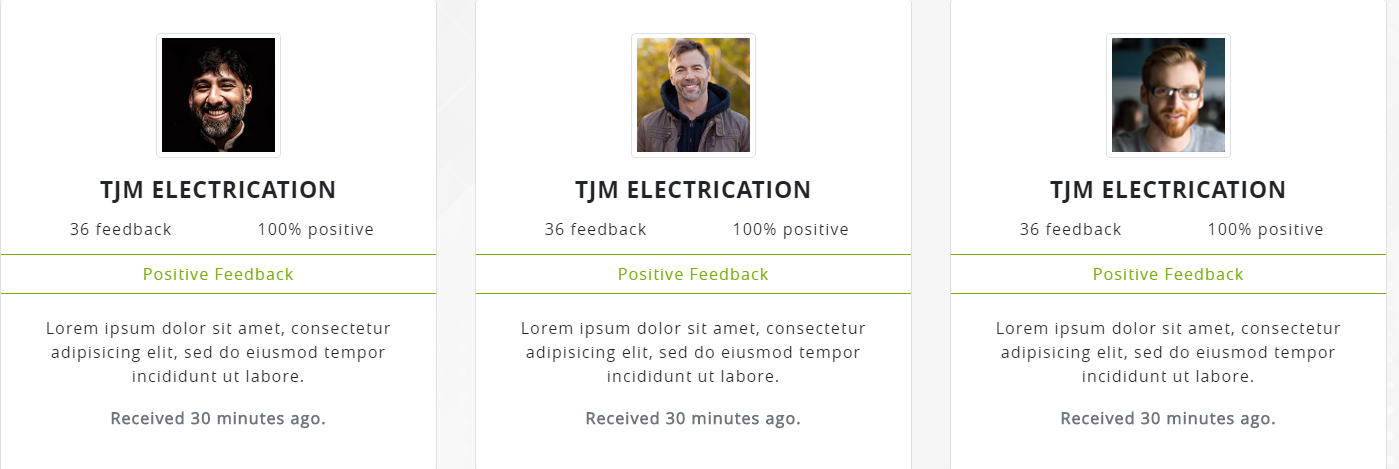 TJM ELECTRICATION
36 feedback 100% positive
Positive Feedback
Lorem ipsum dolor sit amet, consectetur
adipisicing elit, sed do eiusmod tempor
incididunt ut labore.
Received 30 minutes ago.
TJM ELECTRICATION
36 feedback 100% positive
Positive Feedback
Lorem ipsum dolor sit amet, consectetur
adipisicing elit, sed do eiusmod tempor
incididunt ut labore.
Received 30 minutes ago.
TJM ELECTRICATION
36 feedback 100% positive
Positive Feedback
Lorem ipsum dolor sit amet, consectetur
adipisicing elit, sed do eiusmod tempor
incididunt ut labore.
Received 30 minutes ago.